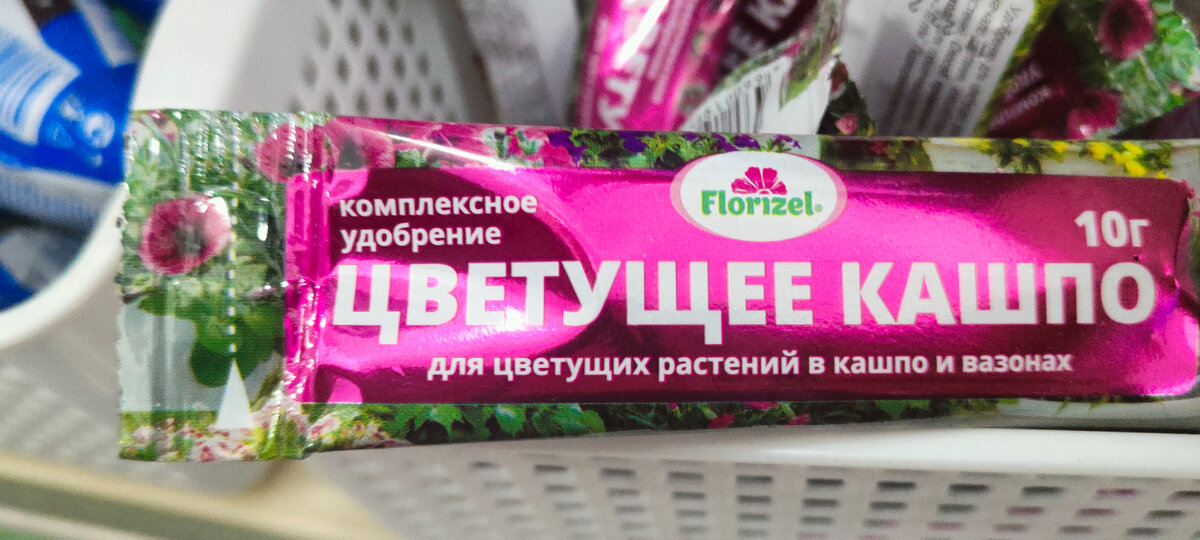 Florizel®
комплексное
удобрение
10г
ЦВЕТУЩЕЕ КАШПО
для цветущих растений в кашпо и вазонах